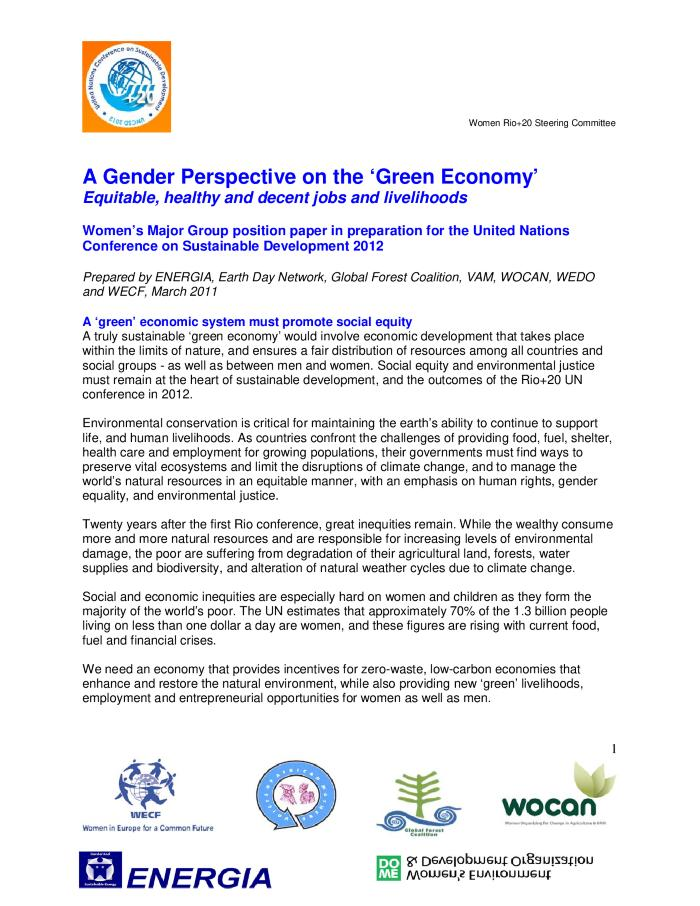 United Nations Conference on Sustainable Development
+20
UNCSD 2012
Women Rio+20 Steering Committee
A Gender Perspective on the ‘Green Economy’
Equitable, healthy and decent jobs and livelihoods
Women’s Major Group position paper in preparation for the United Nations
Conference on Sustainable Development 2012
Prepared by ENERGIA, Earth Day Network, Global Forest Coalition, VAM, WOCAN, WEDO
and WECF, March 2011
A ‘green’ economic system must promote social equity
A truly sustainable ‘green economy’ would involve economic development that takes place
within the limits of nature, and ensures a fair distribution of resources among all countries and
social groups - as well as between men and women. Social equity and environmental justice
must remain at the heart of sustainable development, and the outcomes of the Rio+20 UN
conference in 2012.
Environmental conservation is critical for maintaining the earth’s ability to continue to support
life, and human livelihoods. As countries confront the challenges of providing food, fuel, shelter,
health care and employment for growing populations, their governments must find ways to
preserve vital ecosystems and limit the disruptions of climate change, and to manage the
world’s natural resources in an equitable manner, with an emphasis on human rights, gender
equality, and environmental justice.
Twenty years after the first Rio conference, great inequities remain. While the wealthy consume
more and more natural resources and are responsible for increasing levels of environmental
damage, the poor are suffering from degradation of their agricultural land, forests, water
supplies and biodiversity, and alteration of natural weather cycles due to climate change.
Social and economic inequities are especially hard on women and children as they form the
majority of the world’s poor. The UN estimates that approximately 70% of the 1.3 billion people
living on less than one dollar a day are women, and these figures are rising with current food,
fuel and financial crises.
We need an economy that provides incentives for zero-waste, low-carbon economies that
enhance and restore the natural environment, while also providing new ‘green’ livelihoods,
employment and entrepreneurial opportunities for women as well as men.
1
WECF
Women in Europe for a Common Future
Global Forest
Coalition
wocan
Women Organizing for Change in Agriculture & NRM
ENERGIA
& Development Organization
Women's Environment